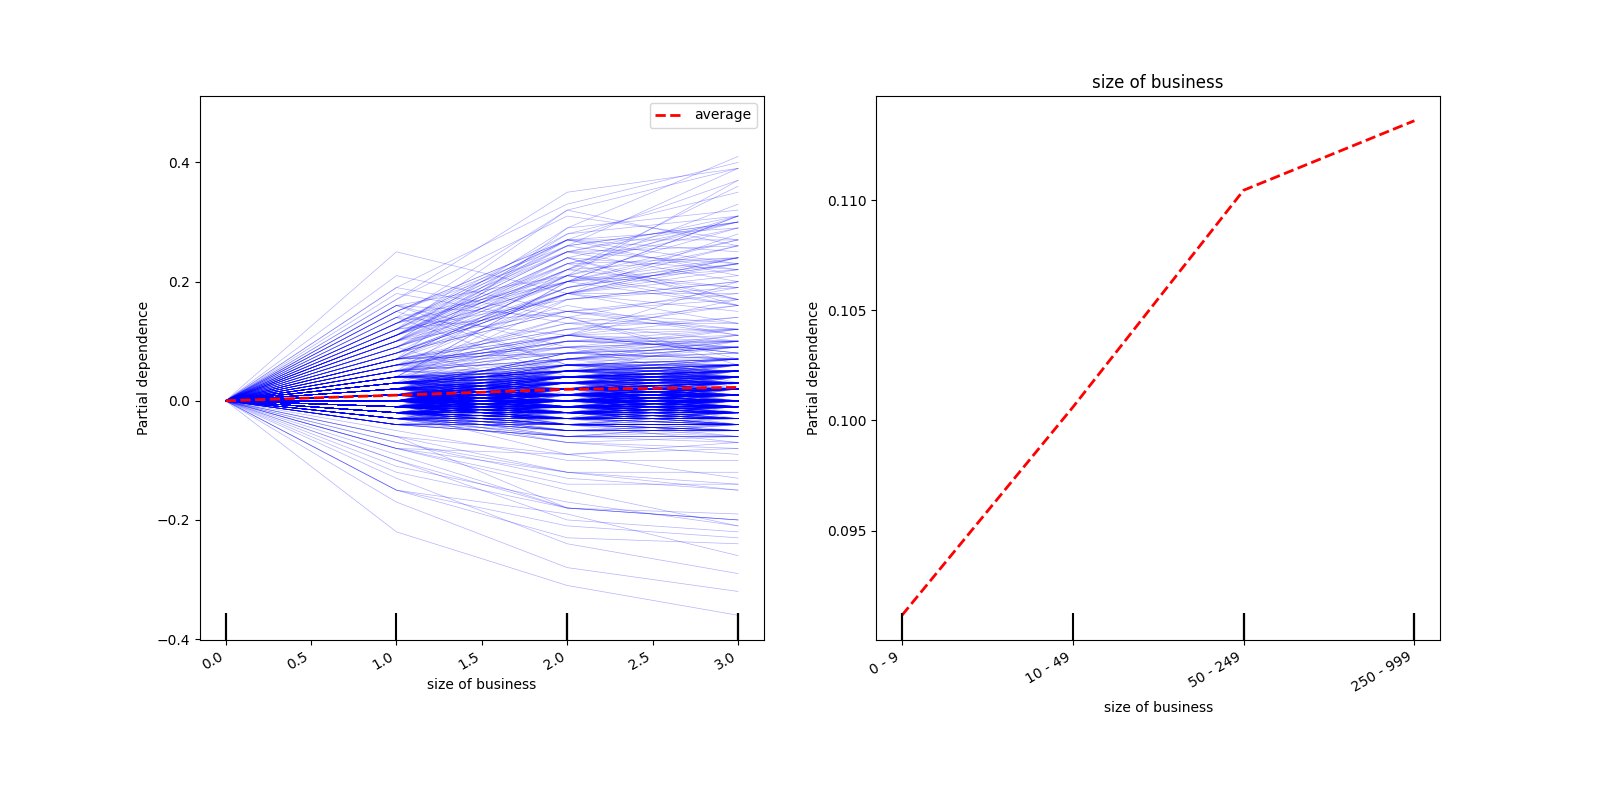 average
0.4
0.2
0.0
−0.2
−0.4
Partial dependence
0.0
0.5
1.0
1.5
2.0
2.5
3.0
size of business
size of business
0.110
0.105
0.100
0.095
Partial dependence
0 - 9
10 - 49
50 - 249
250 - 999
size of business